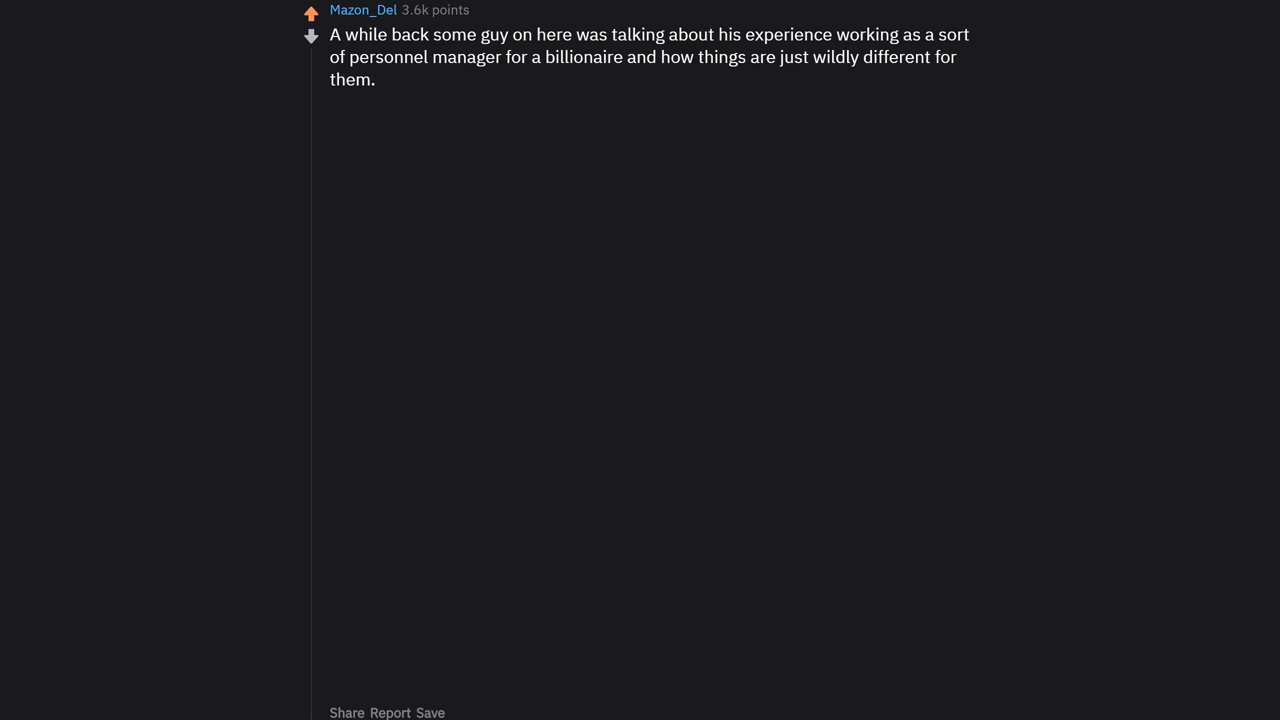 Mazon_Del 3.6k points
A while back some guy on here was talking about his experience working as a sort
of personnel manager for a billionaire and how things are just wildly different for
them.
Share Report Save